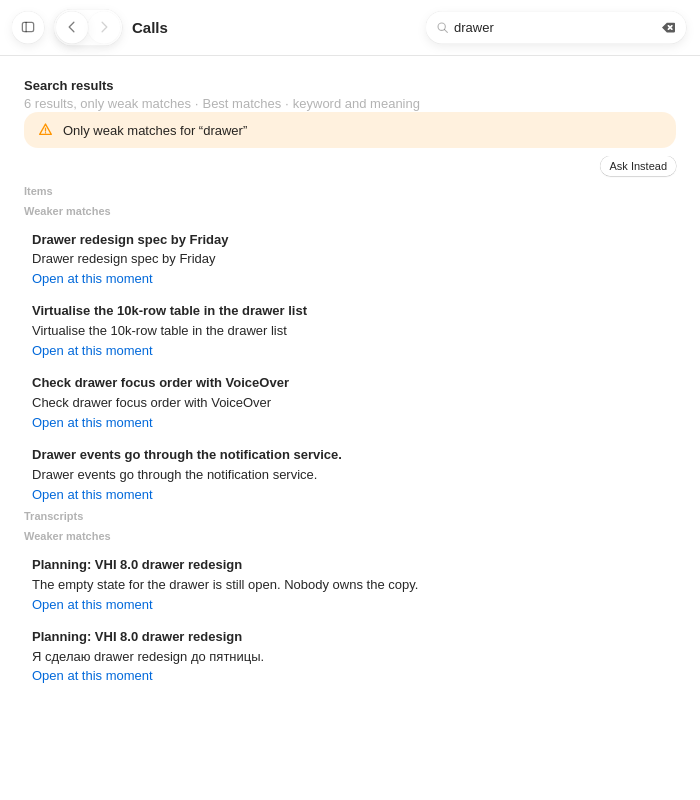 Calls
drawer
Search results
6 results, only weak matches · Best matches · keyword and meaning
Only weak matches for “drawer”
Ask Instead
Items
Weaker matches
Drawer redesign spec by Friday
Drawer redesign spec by Friday
Open at this moment
Virtualise the 10k-row table in the drawer list
Virtualise the 10k-row table in the drawer list
Open at this moment
Check drawer focus order with VoiceOver
Check drawer focus order with VoiceOver
Open at this moment
Drawer events go through the notification service.
Drawer events go through the notification service.
Open at this moment
Transcripts
Weaker matches
Planning: VHI 8.0 drawer redesign
The empty state for the drawer is still open. Nobody owns the copy.
Open at this moment
Planning: VHI 8.0 drawer redesign
Я сделаю drawer redesign до пятницы.
Open at this moment